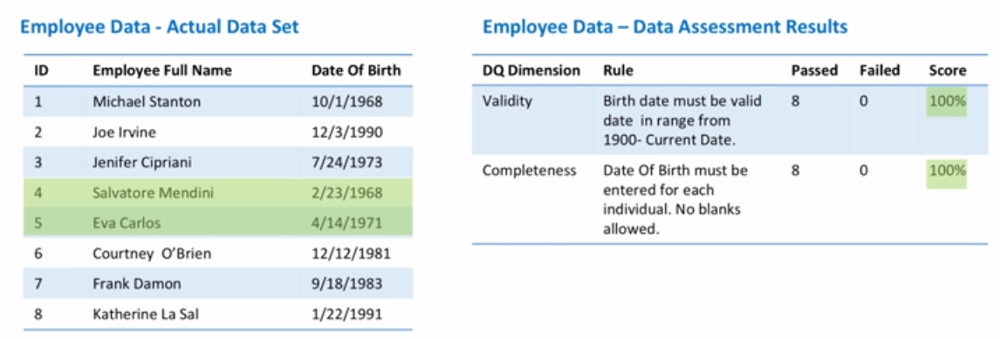 Employee Data - Actual Data Set
ID Employee Full Name Date Of Birth
1 Michael Stanton 10/1/1968
2 Joe Irvine 12/3/1990
3 Jenifer Cipriani 7/24/1973
4 Salvatore Mendini 2/23/1968
5 Eva Carlos 4/14/1971
6 Courtney O'Brien 12/12/1981
7 Frank Damon 9/18/1983
8 Katherine La Sal 1/22/1991
Employee Data – Data Assessment Results
DQ Dimension Rule Passed Failed Score
Validity Birth date must be valid 8 0 100%
date in range from
1900- Current Date.
Completeness Date Of Birth must be 8 0 100%
entered for each
individual. No blanks
allowed.